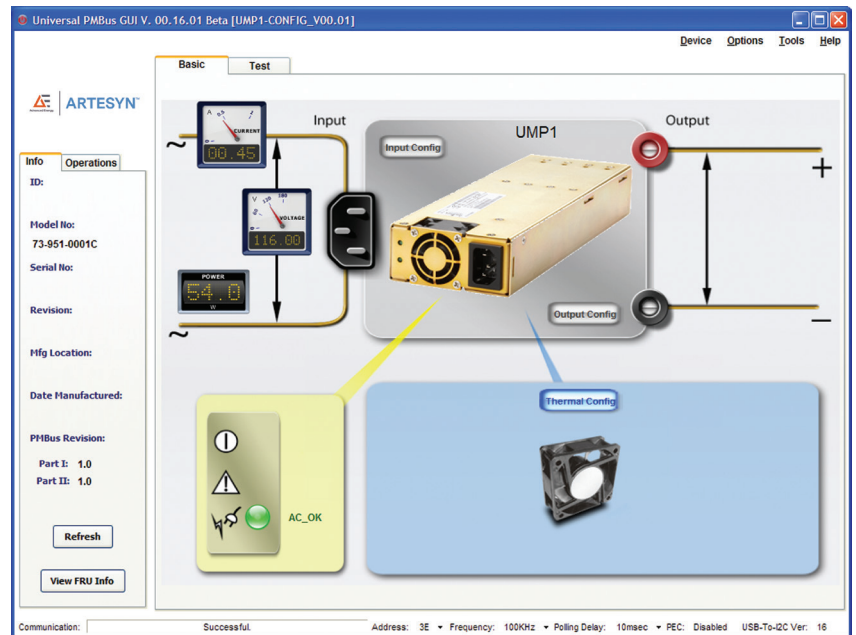 Universal PMBus GUI V. 00.16.01 Beta [UMP1-CONFIG_V00.01]
Device Options Tools Help
Basic Test
ARTESYN
Info Operations
ID:
Model No:
73-951-0001C
Serial No:
Revision:
Mfg Location:
Date Manufactured:
PMBus Revision:
Part I: 1.0
Part II: 1.0
Refresh
View FRU Info
Input
UMP1
Output
Input Config
A
0.5
CURRENT
00.45
V
120
180
VOLTAGE
116.00
POWER
54.0
W
Output Config
Thermal Config
AC_OK
Communication: Successful. Address: 3E Frequency: 100KHz Polling Delay: 10msec PEC: Disabled USB-To-I2C Ver: 16